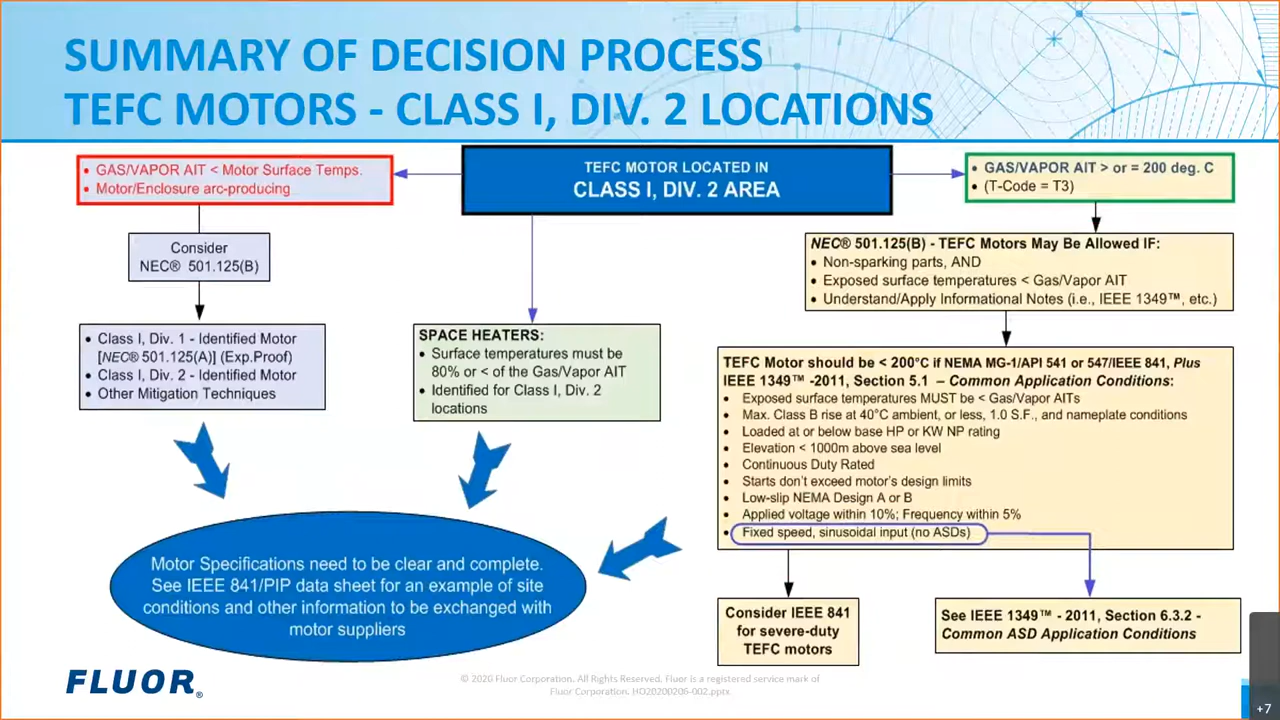 SUMMARY OF DECISION PROCESS
TEFC MOTORS - CLASS I, DIV. 2 LOCATIONS
• GAS/VAPOR AIT < Motor Surface Temps.
• Motor/Enclosure arc-producing
TEFC MOTOR LOCATED IN
CLASS I, DIV. 2 AREA
• GAS/VAPOR AIT > or = 200 deg. C
• (T-Code = T3)
Consider
NEC® 501.125(B)
NEC® 501.125(B) - TEFC Motors May Be Allowed IF:
• Non-sparking parts, AND
• Exposed surface temperatures < Gas/Vapor AIT
• Understand/Apply Informational Notes (i.e., IEEE 1349™, etc.)
• Class I, Div. 1 - Identified Motor
[NEC® 501.125(A)] (Exp.Proof)
• Class I, Div. 2 - Identified Motor
• Other Mitigation Techniques
SPACE HEATERS:
• Surface temperatures must be
80% or < of the Gas/Vapor AIT
• Identified for Class I, Div. 2
locations
TEFC Motor should be < 200°C if NEMA MG-1/API 541 or 547/IEEE 841, Plus
IEEE 1349™ -2011, Section 5.1 – Common Application Conditions:
• Exposed surface temperatures MUST be < Gas/Vapor AITs
• Max. Class B rise at 40°C ambient, or less, 1.0 S.F., and nameplate conditions
• Loaded at or below base HP or KW NP rating
• Elevation < 1000m above sea level
• Continuous Duty Rated
• Starts don't exceed motor's design limits
• Low-slip NEMA Design A or B
• Applied voltage within 10%; Frequency within 5%
• Fixed speed, sinusoidal input (no ASDs)
Motor Specifications need to be clear and complete.
See IEEE 841/PIP data sheet for an example of site
conditions and other information to be exchanged with
motor suppliers
Consider IEEE 841
for severe-duty
TEFC motors
See IEEE 1349™ - 2011, Section 6.3.2 -
Common ASD Application Conditions
FLUOR®
© 2020 Fluor Corporation. All Rights Reserved. Fluor is a registered service mark of
Fluor Corporation. HO20200206-002.pptx.
+7